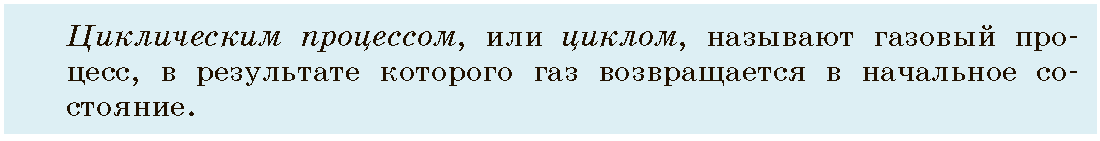 Циклическим процессом, или циклом, называют газовый про-
цесс, в результате которого газ возвращается в начальное со-
стояние.